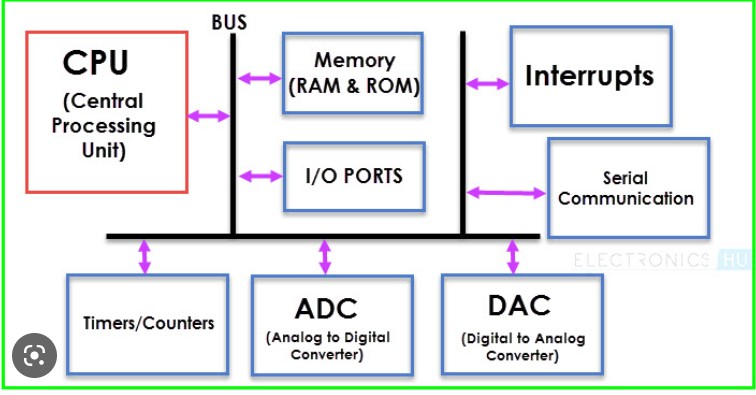 BUS
CPU
(Central
Processing
Unit)
Memory
(RAM & ROM)
Interrupts
I/O PORTS
Serial
Communication
ELECTRONICS HU
Timers/Counters
ADC
(Analog to Digital
Converter)
DAC
(Digital to Analog
Converter)